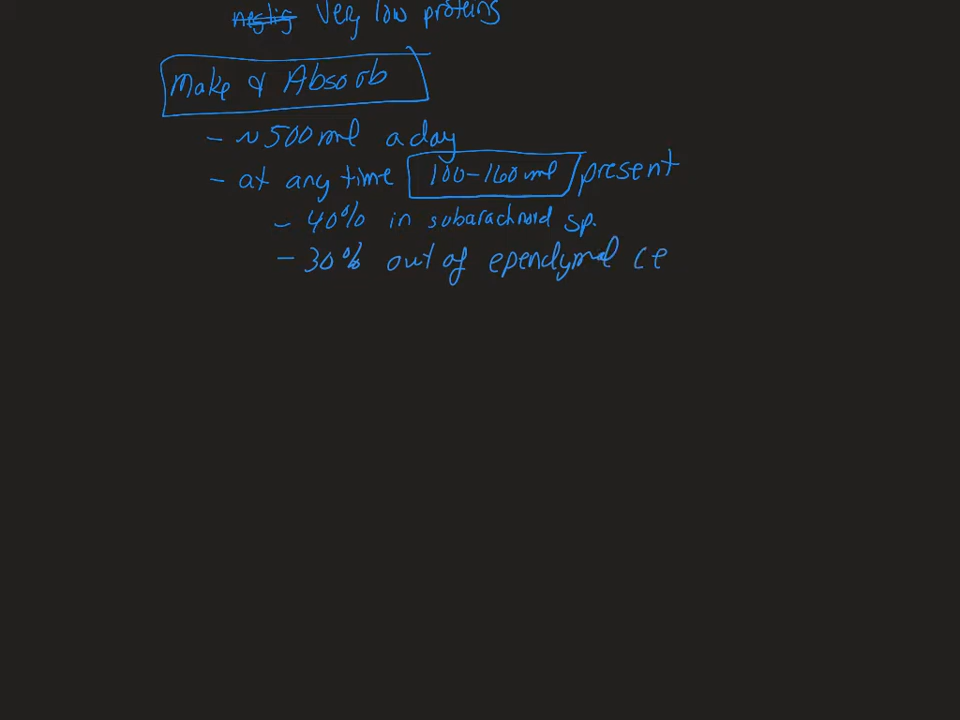 neglig Very low proteins
Make & Absorb
- ~500 ml a day
- at any time 100-160 ml present
- 40% in subarachnoid sp.
- 30% out of ependymal ce